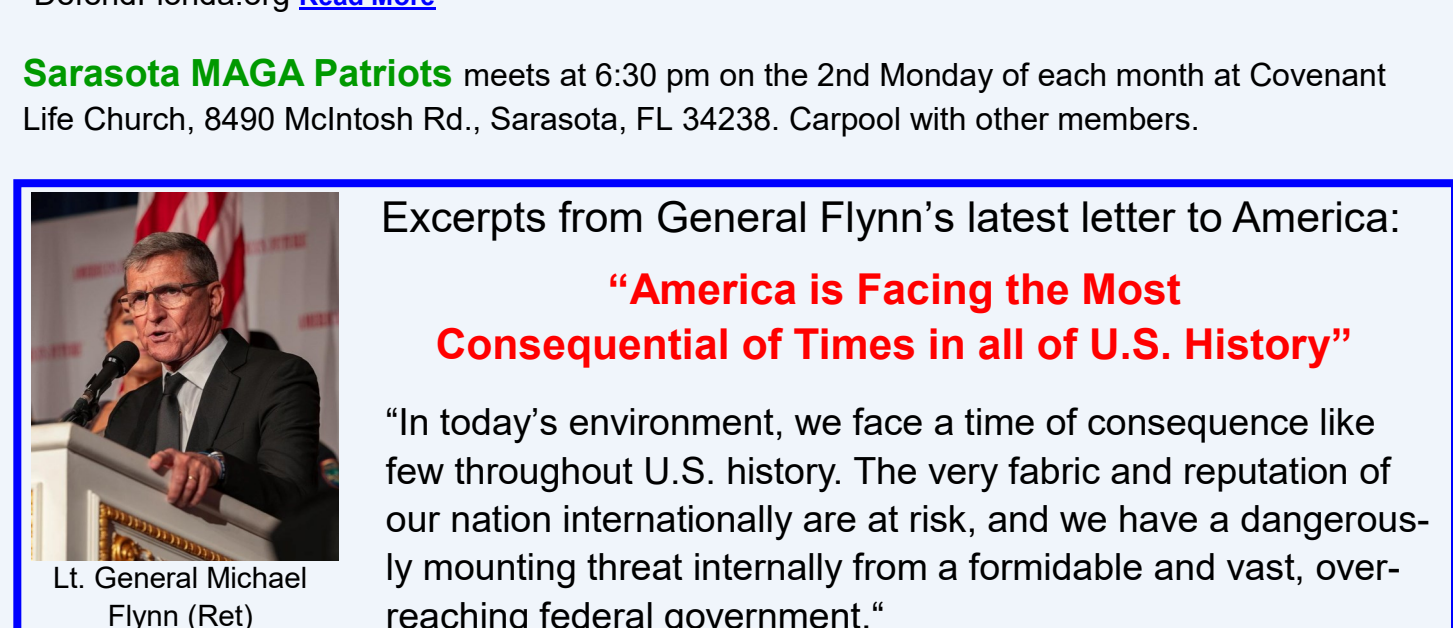 DefendFlorida.org Read More
Sarasota MAGA Patriots meets at 6:30 pm on the 2nd Monday of each month at Covenant
Life Church, 8490 McIntosh Rd., Sarasota, FL 34238. Carpool with other members.
Excerpts from General Flynn’s latest letter to America:
“America is Facing the Most
Consequential of Times in all of U.S. History”
“In today’s environment, we face a time of consequence like
few throughout U.S. history. The very fabric and reputation of
our nation internationally are at risk, and we have a dangerous-
ly mounting threat internally from a formidable and vast, over-
reaching federal government.“
Lt. General Michael
Flynn (Ret)